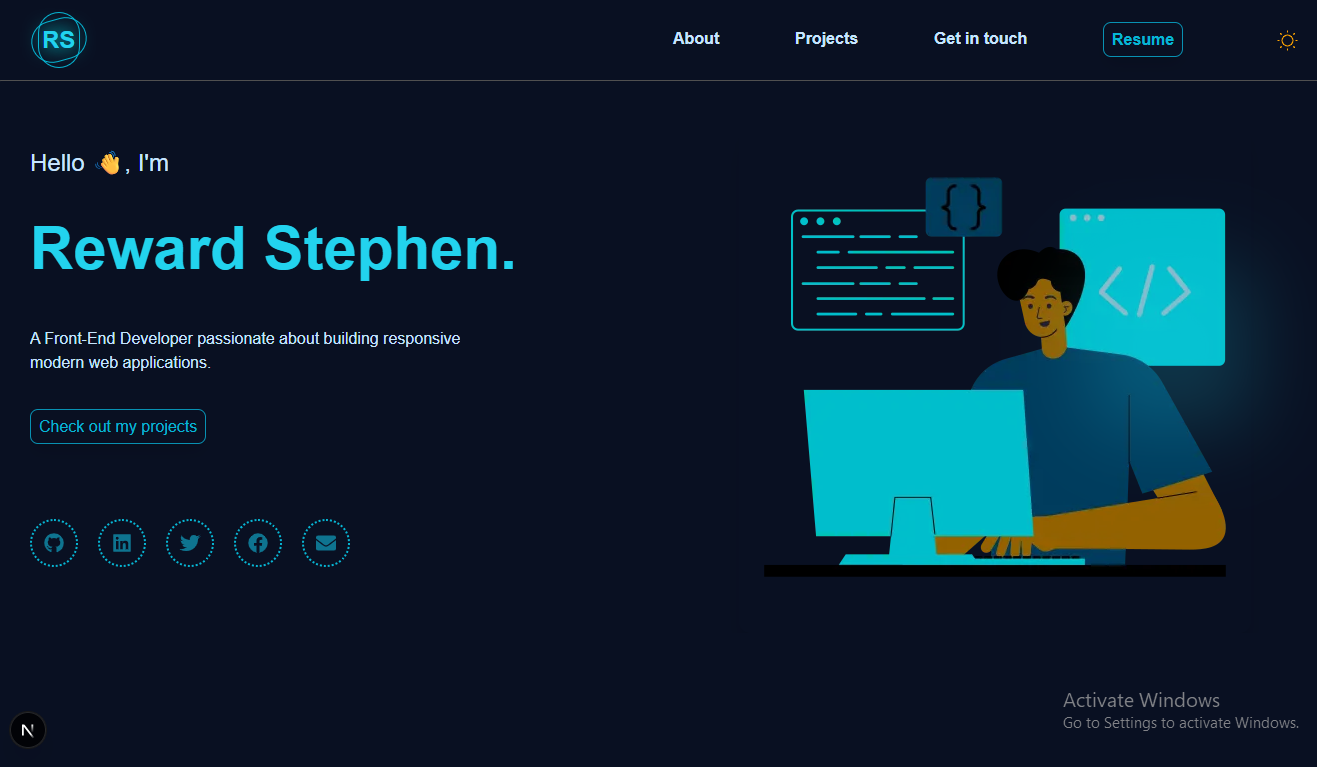 RS
About
Projects
Get in touch
Resume
Hello 👋, I'm
Reward Stephen.
A Front-End Developer passionate about building responsive
modern web applications.
Check out my projects
{ }
</>
in
f
N
Activate Windows
Go to Settings to activate Windows.